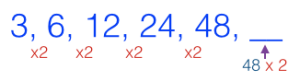 3, 6, 12, 24, 48, __
x2 x2 x2 x2
48 x 2